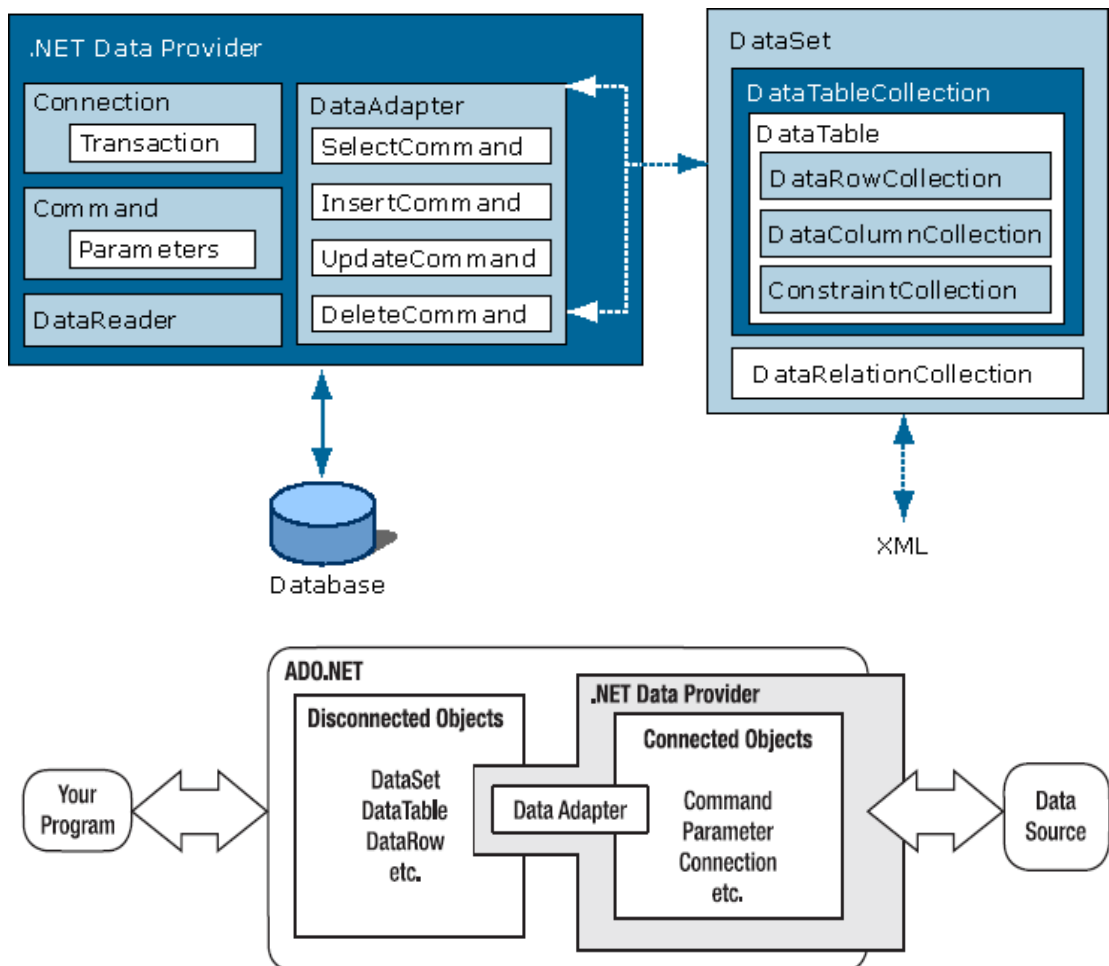 .NET Data Provider
Connection
Transaction
Command
Parameters
DataReader
DataAdapter
SelectCommand
InsertCommand
UpdateCommand
DeleteCommand
DataSet
DataTableCollection
DataTable
DataRowCollection
DataColumnCollection
ConstraintCollection
DataRelationCollection
Database
XML
ADO.NET
Your
Program
Disconnected Objects
DataSet
DataTable
DataRow
etc.
Data Adapter
.NET Data Provider
Connected Objects
Command
Parameter
Connection
etc.
Data
Source